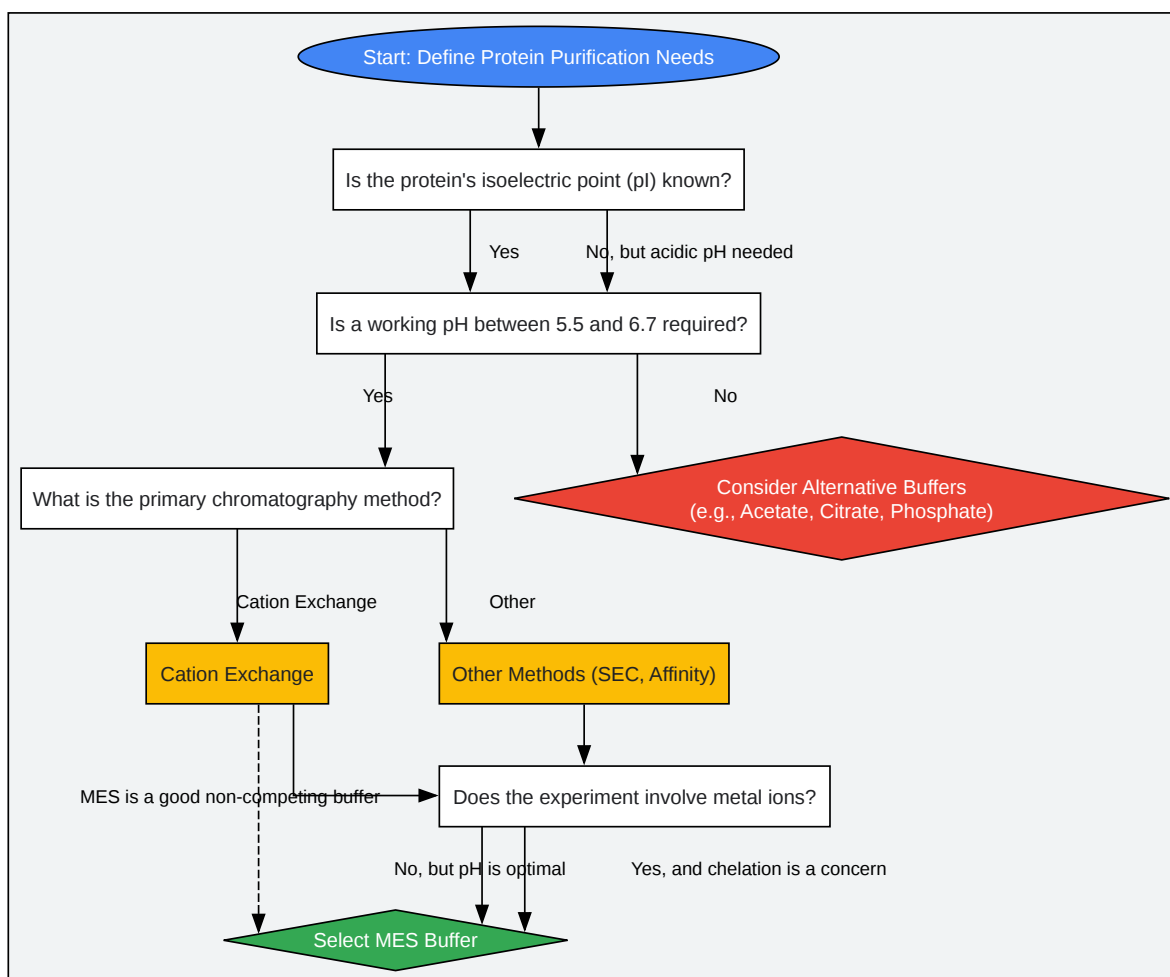 Start: Define Protein Purification Needs
Is the protein's isoelectric point (pI) known?
Yes
No, but acidic pH needed
Is a working pH between 5.5 and 6.7 required?
Yes
No
What is the primary chromatography method?
Consider Alternative Buffers
(e.g., Acetate, Citrate, Phosphate)
Cation Exchange
Other
Cation Exchange
Other Methods (SEC, Affinity)
MES is a good non-competing buffer
Does the experiment involve metal ions?
No, but pH is optimal
Yes, and chelation is a concern
Select MES Buffer